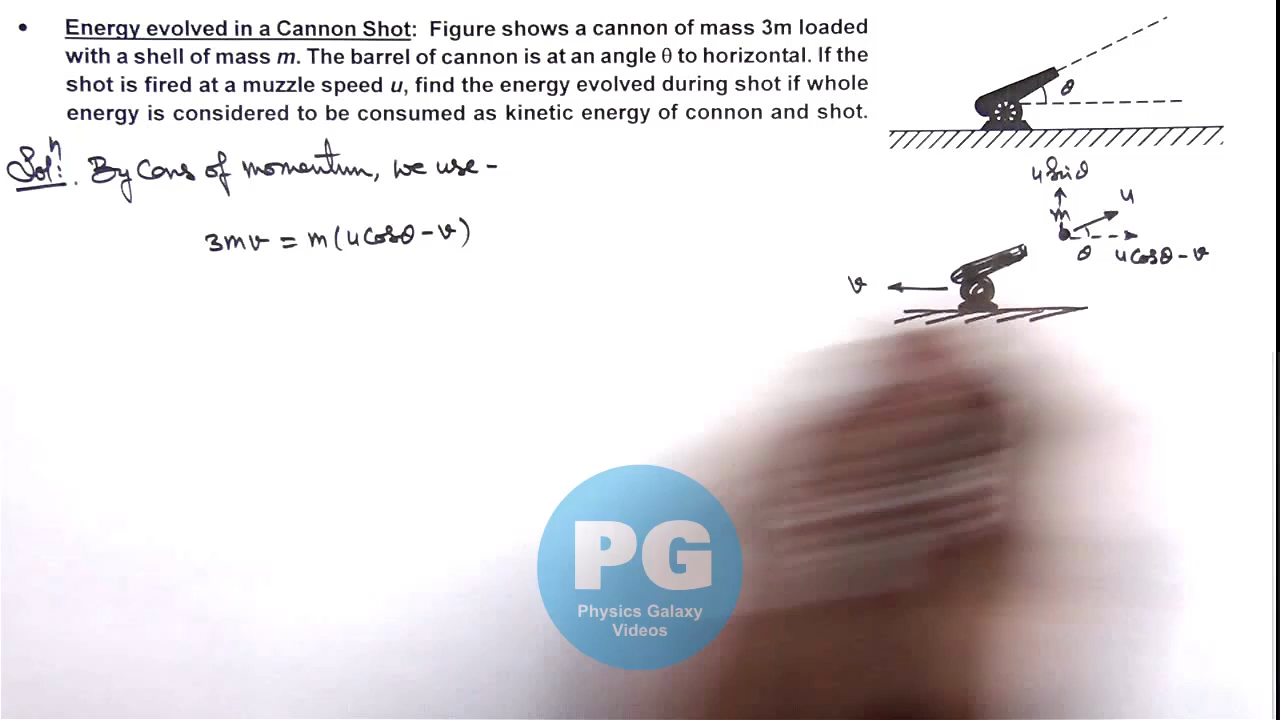 • Energy evolved in a Cannon Shot: Figure shows a cannon of mass 3m loaded
with a shell of mass m. The barrel of cannon is at an angle θ to horizontal. If the
shot is fired at a muzzle speed u, find the energy evolved during shot if whole
energy is considered to be consumed as kinetic energy of connon and shot.
θ
Solⁿ. By Cons of momentum, we use -
3mv = m(u cosθ - v)
u sinθ
u
m
θ
u cosθ - v
v
PG
Physics Galaxy
Videos